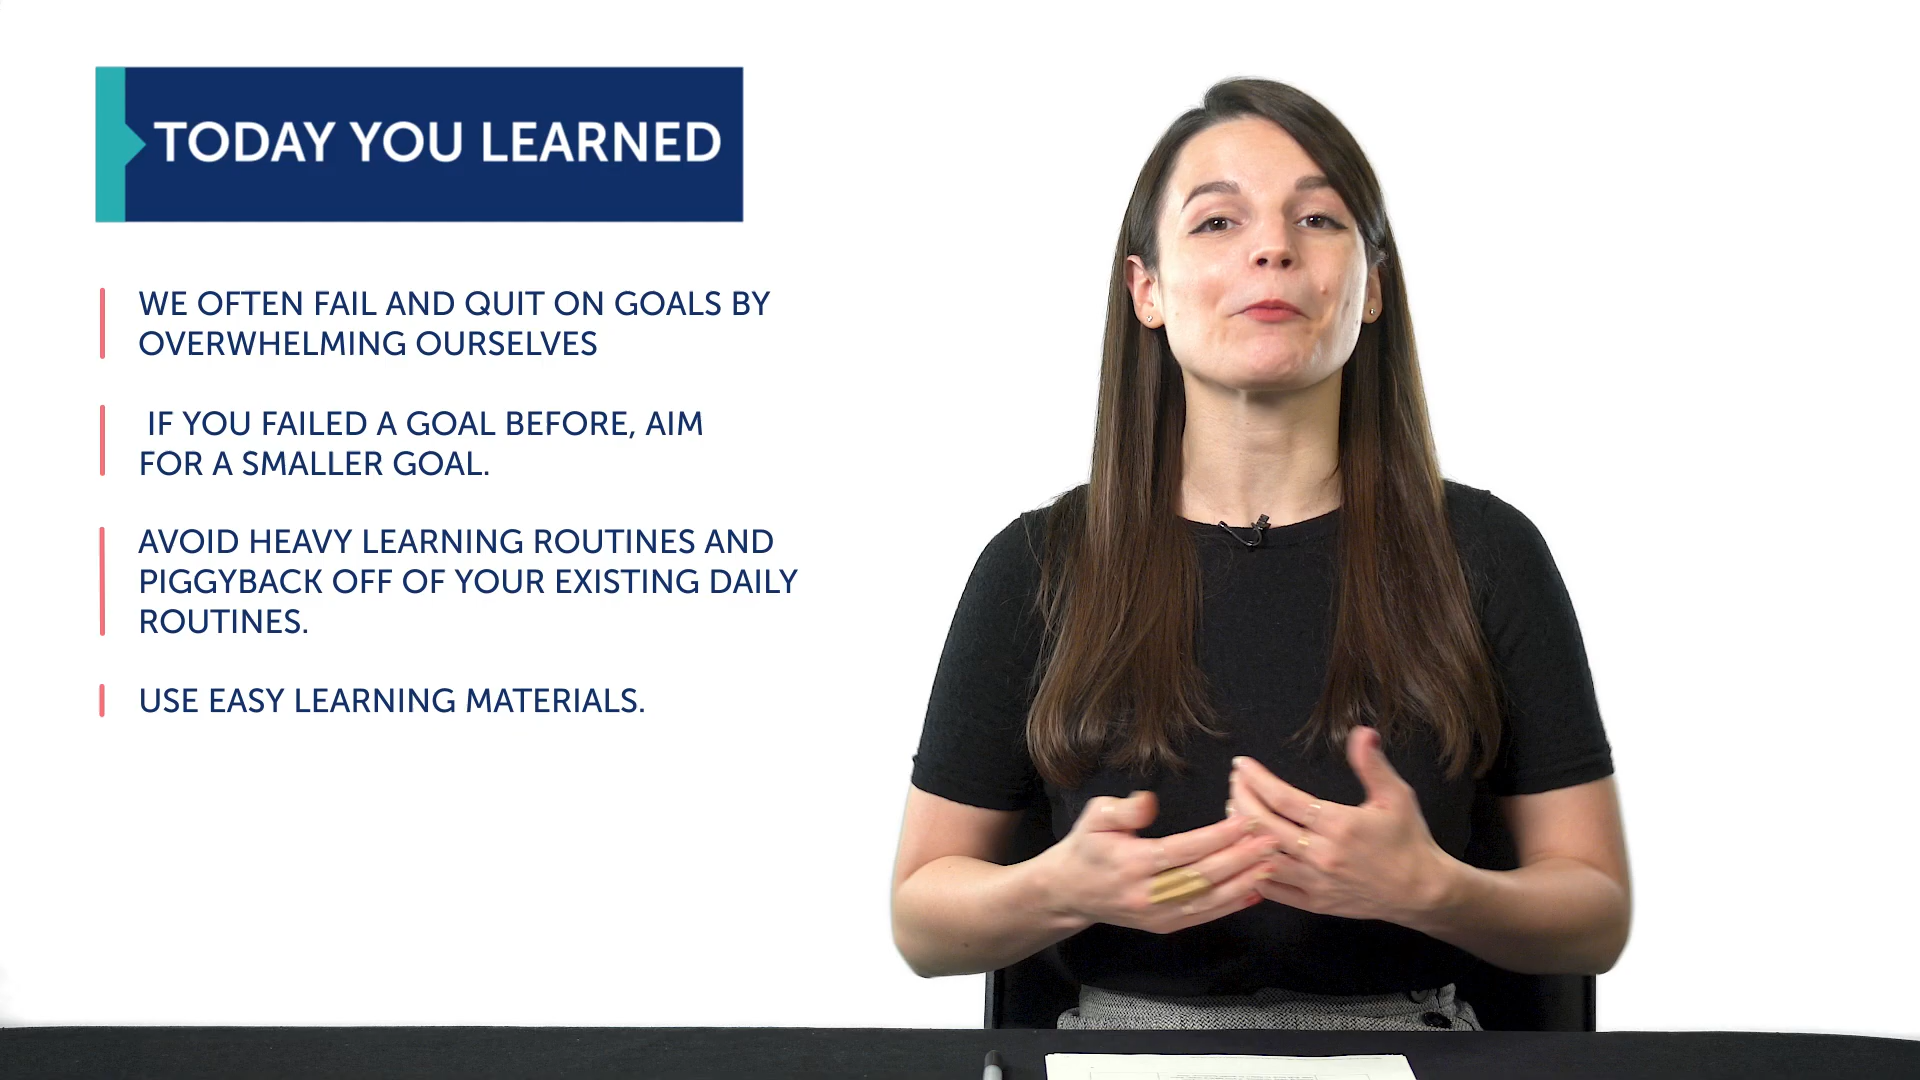 TODAY YOU LEARNED
WE OFTEN FAIL AND QUIT ON GOALS BY
OVERWHELMING OURSELVES
IF YOU FAILED A GOAL BEFORE, AIM
FOR A SMALLER GOAL.
AVOID HEAVY LEARNING ROUTINES AND
PIGGYBACK OFF OF YOUR EXISTING DAILY
ROUTINES.
USE EASY LEARNING MATERIALS.